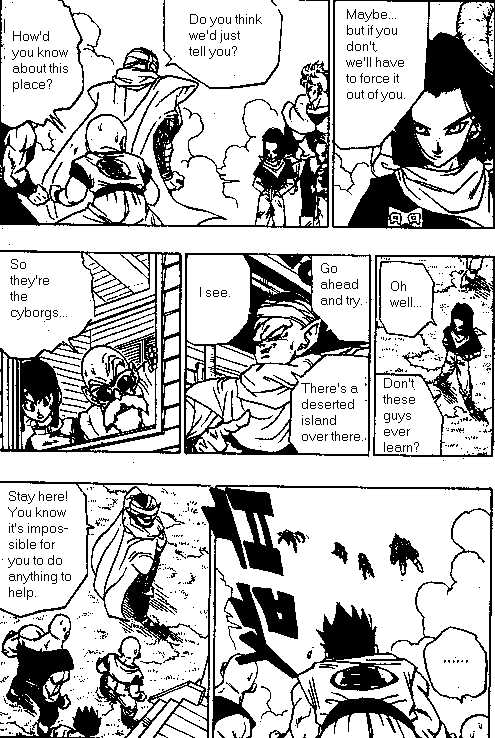 How'd
you know
about this
place?
Do you think
we'd just
tell you?
Maybe...
but if you
don't,
we'll have
to force it
out of you.
So
they're
the
cyborgs...
I see.
Go
ahead
and try.
There's a
deserted
island
over there.
Oh
well...
Don't
these
guys
ever
learn?
Stay here!
You know
it's impos-
sible for
you to do
anything to
help.
......